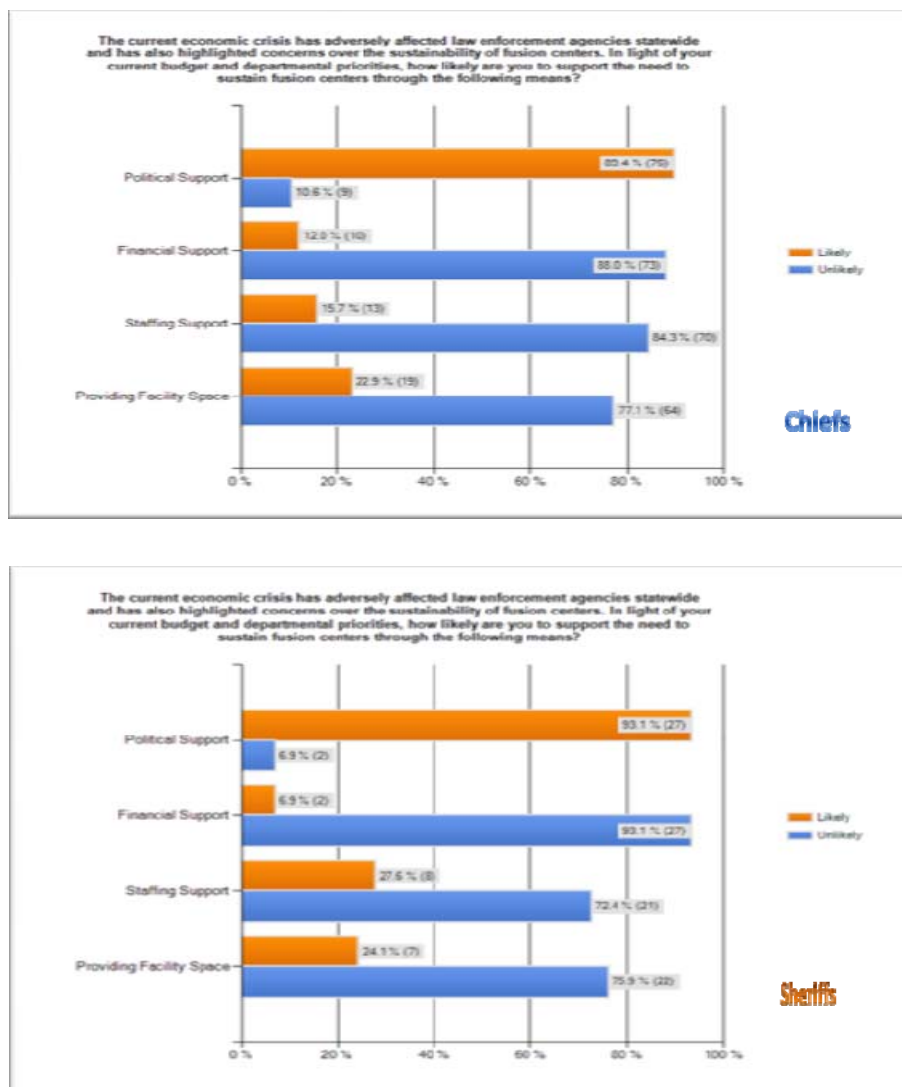 The current economic crisis has adversely affected law enforcement agencies statewide
and has also highlighted concerns over the sustainability of fusion centers. In light of your
current budget and departmental priorities, how likely are you to support the need to
sustain fusion centers through the following means?
Political Support
89.4 % (76)
10.6 % (9)
Financial Support
12.0 % (10)
88.0 % (73)
Staffing Support
15.7 % (13)
84.3 % (70)
Providing Facility Space
22.9 % (19)
77.1 % (64)
Likely
Unlikely
Chiefs
0 % 20 % 40 % 60 % 80 % 100 %
The current economic crisis has adversely affected law enforcement agencies statewide
and has also highlighted concerns over the sustainability of fusion centers. In light of your
current budget and departmental priorities, how likely are you to support the need to
sustain fusion centers through the following means?
Political Support
93.1 % (27)
6.9 % (2)
Financial Support
6.9 % (2)
93.1 % (27)
Staffing Support
27.6 % (8)
72.4 % (21)
Providing Facility Space
24.1 % (7)
75.9 % (22)
Likely
Unlikely
Sheriffs
0 % 20 % 40 % 60 % 80 % 100 %